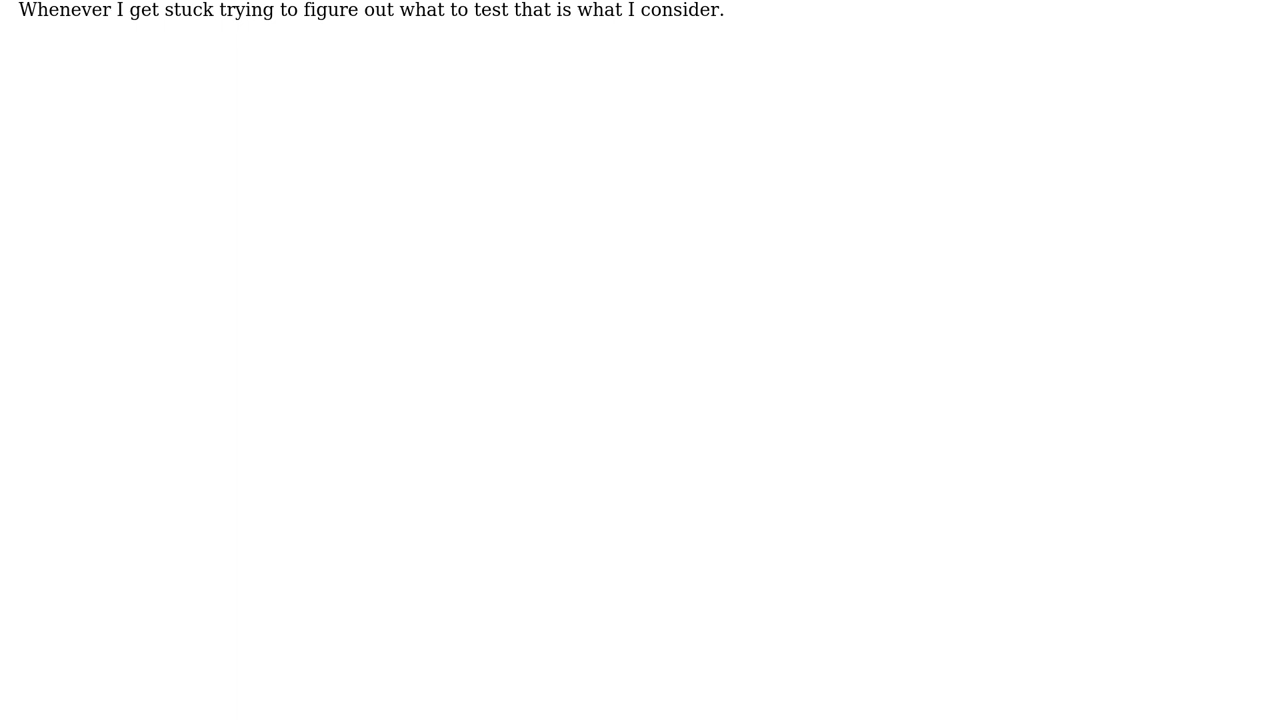 Whenever I get stuck trying to figure out what to test that is what I consider.